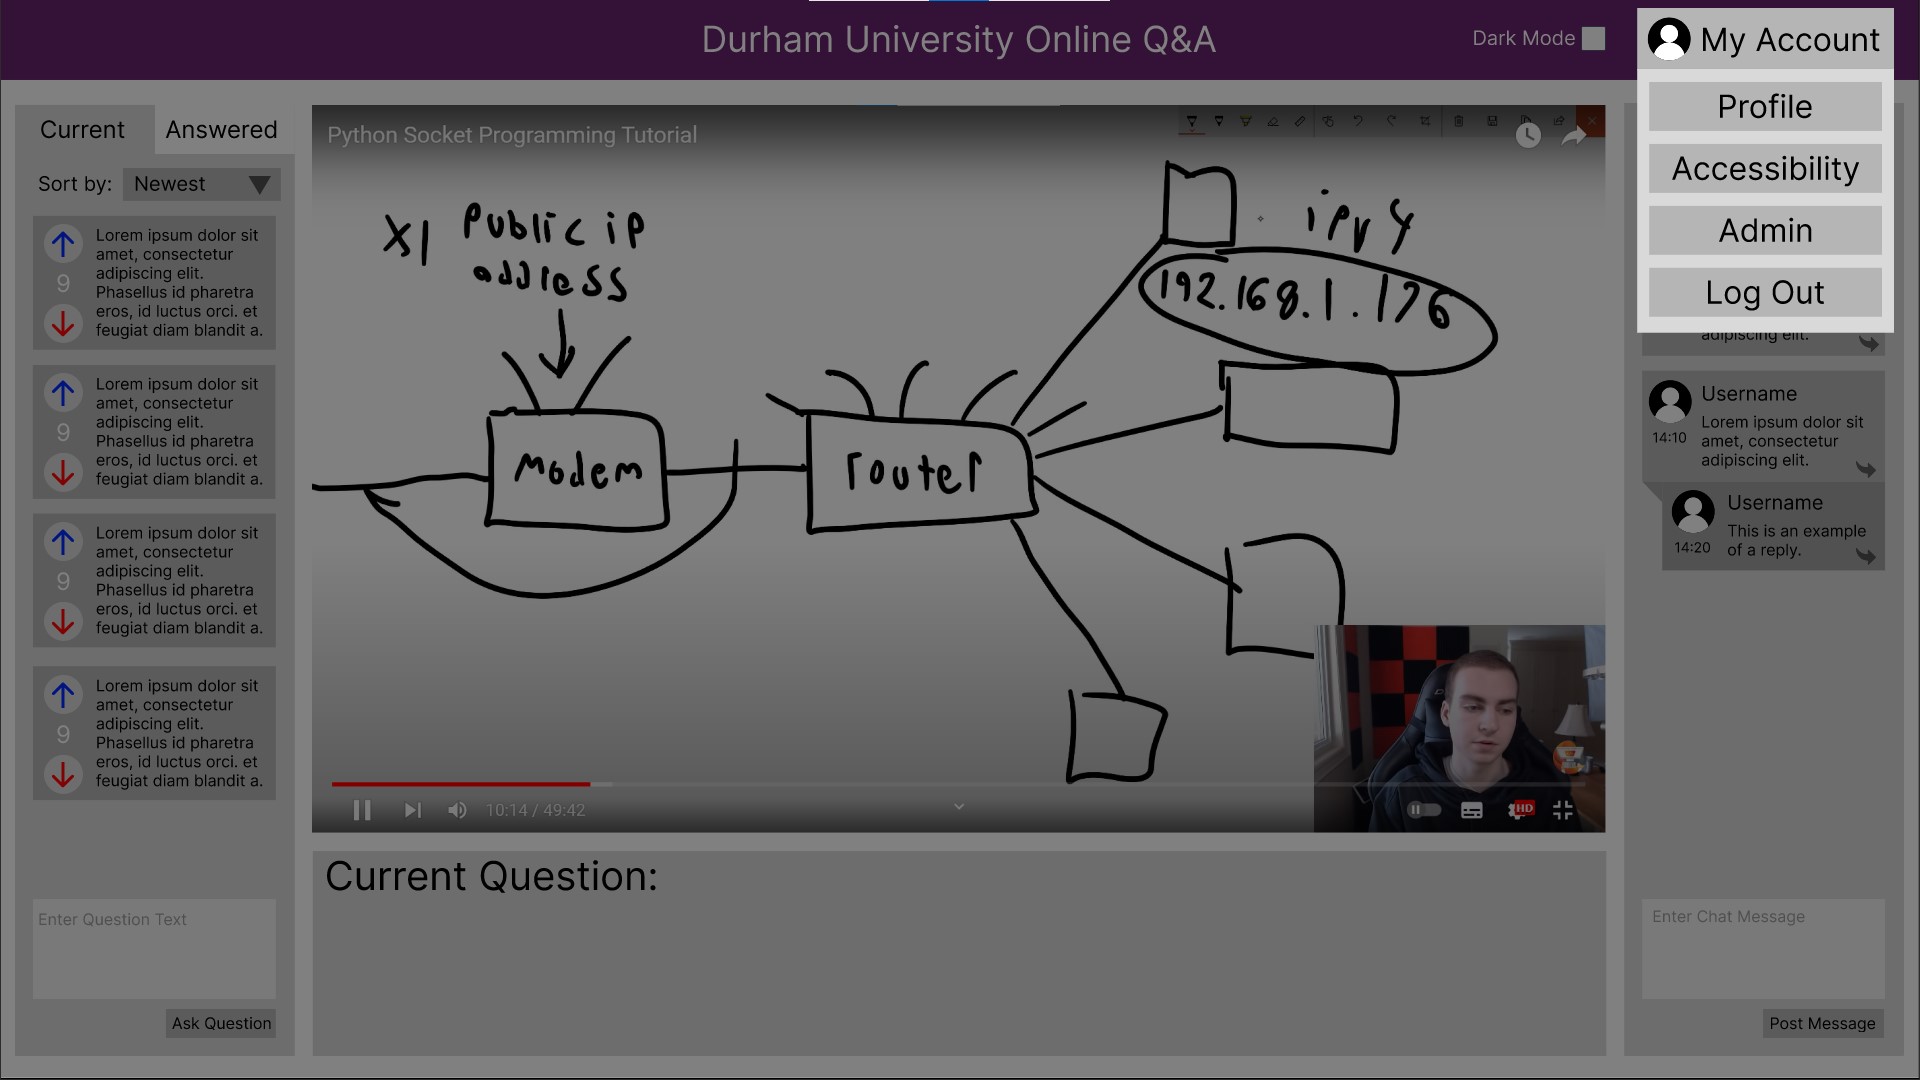 Durham University Online Q&A
Dark Mode
My Account
Profile
Accessibility
Admin
Log Out
Current
Answered
Sort by:
Newest
9
Lorem ipsum dolor sit
amet, consectetur
adipiscing elit.
Phasellus id pharetra
eros, id luctus orci. et
feugiat diam blandit a.
9
Lorem ipsum dolor sit
amet, consectetur
adipiscing elit.
Phasellus id pharetra
eros, id luctus orci. et
feugiat diam blandit a.
9
Lorem ipsum dolor sit
amet, consectetur
adipiscing elit.
Phasellus id pharetra
eros, id luctus orci. et
feugiat diam blandit a.
9
Lorem ipsum dolor sit
amet, consectetur
adipiscing elit.
Phasellus id pharetra
eros, id luctus orci. et
feugiat diam blandit a.
Enter Question Text
Ask Question
Python Socket Programming Tutorial
x1 Public ip
address
ipv4
192.168.1.176
Modem
router
10:14 / 49:42
HD
Current Question:
adipiscing elit.
Username
14:10
Lorem ipsum dolor sit
amet, consectetur
adipiscing elit.
Username
14:20
This is an example
of a reply.
Enter Chat Message
Post Message